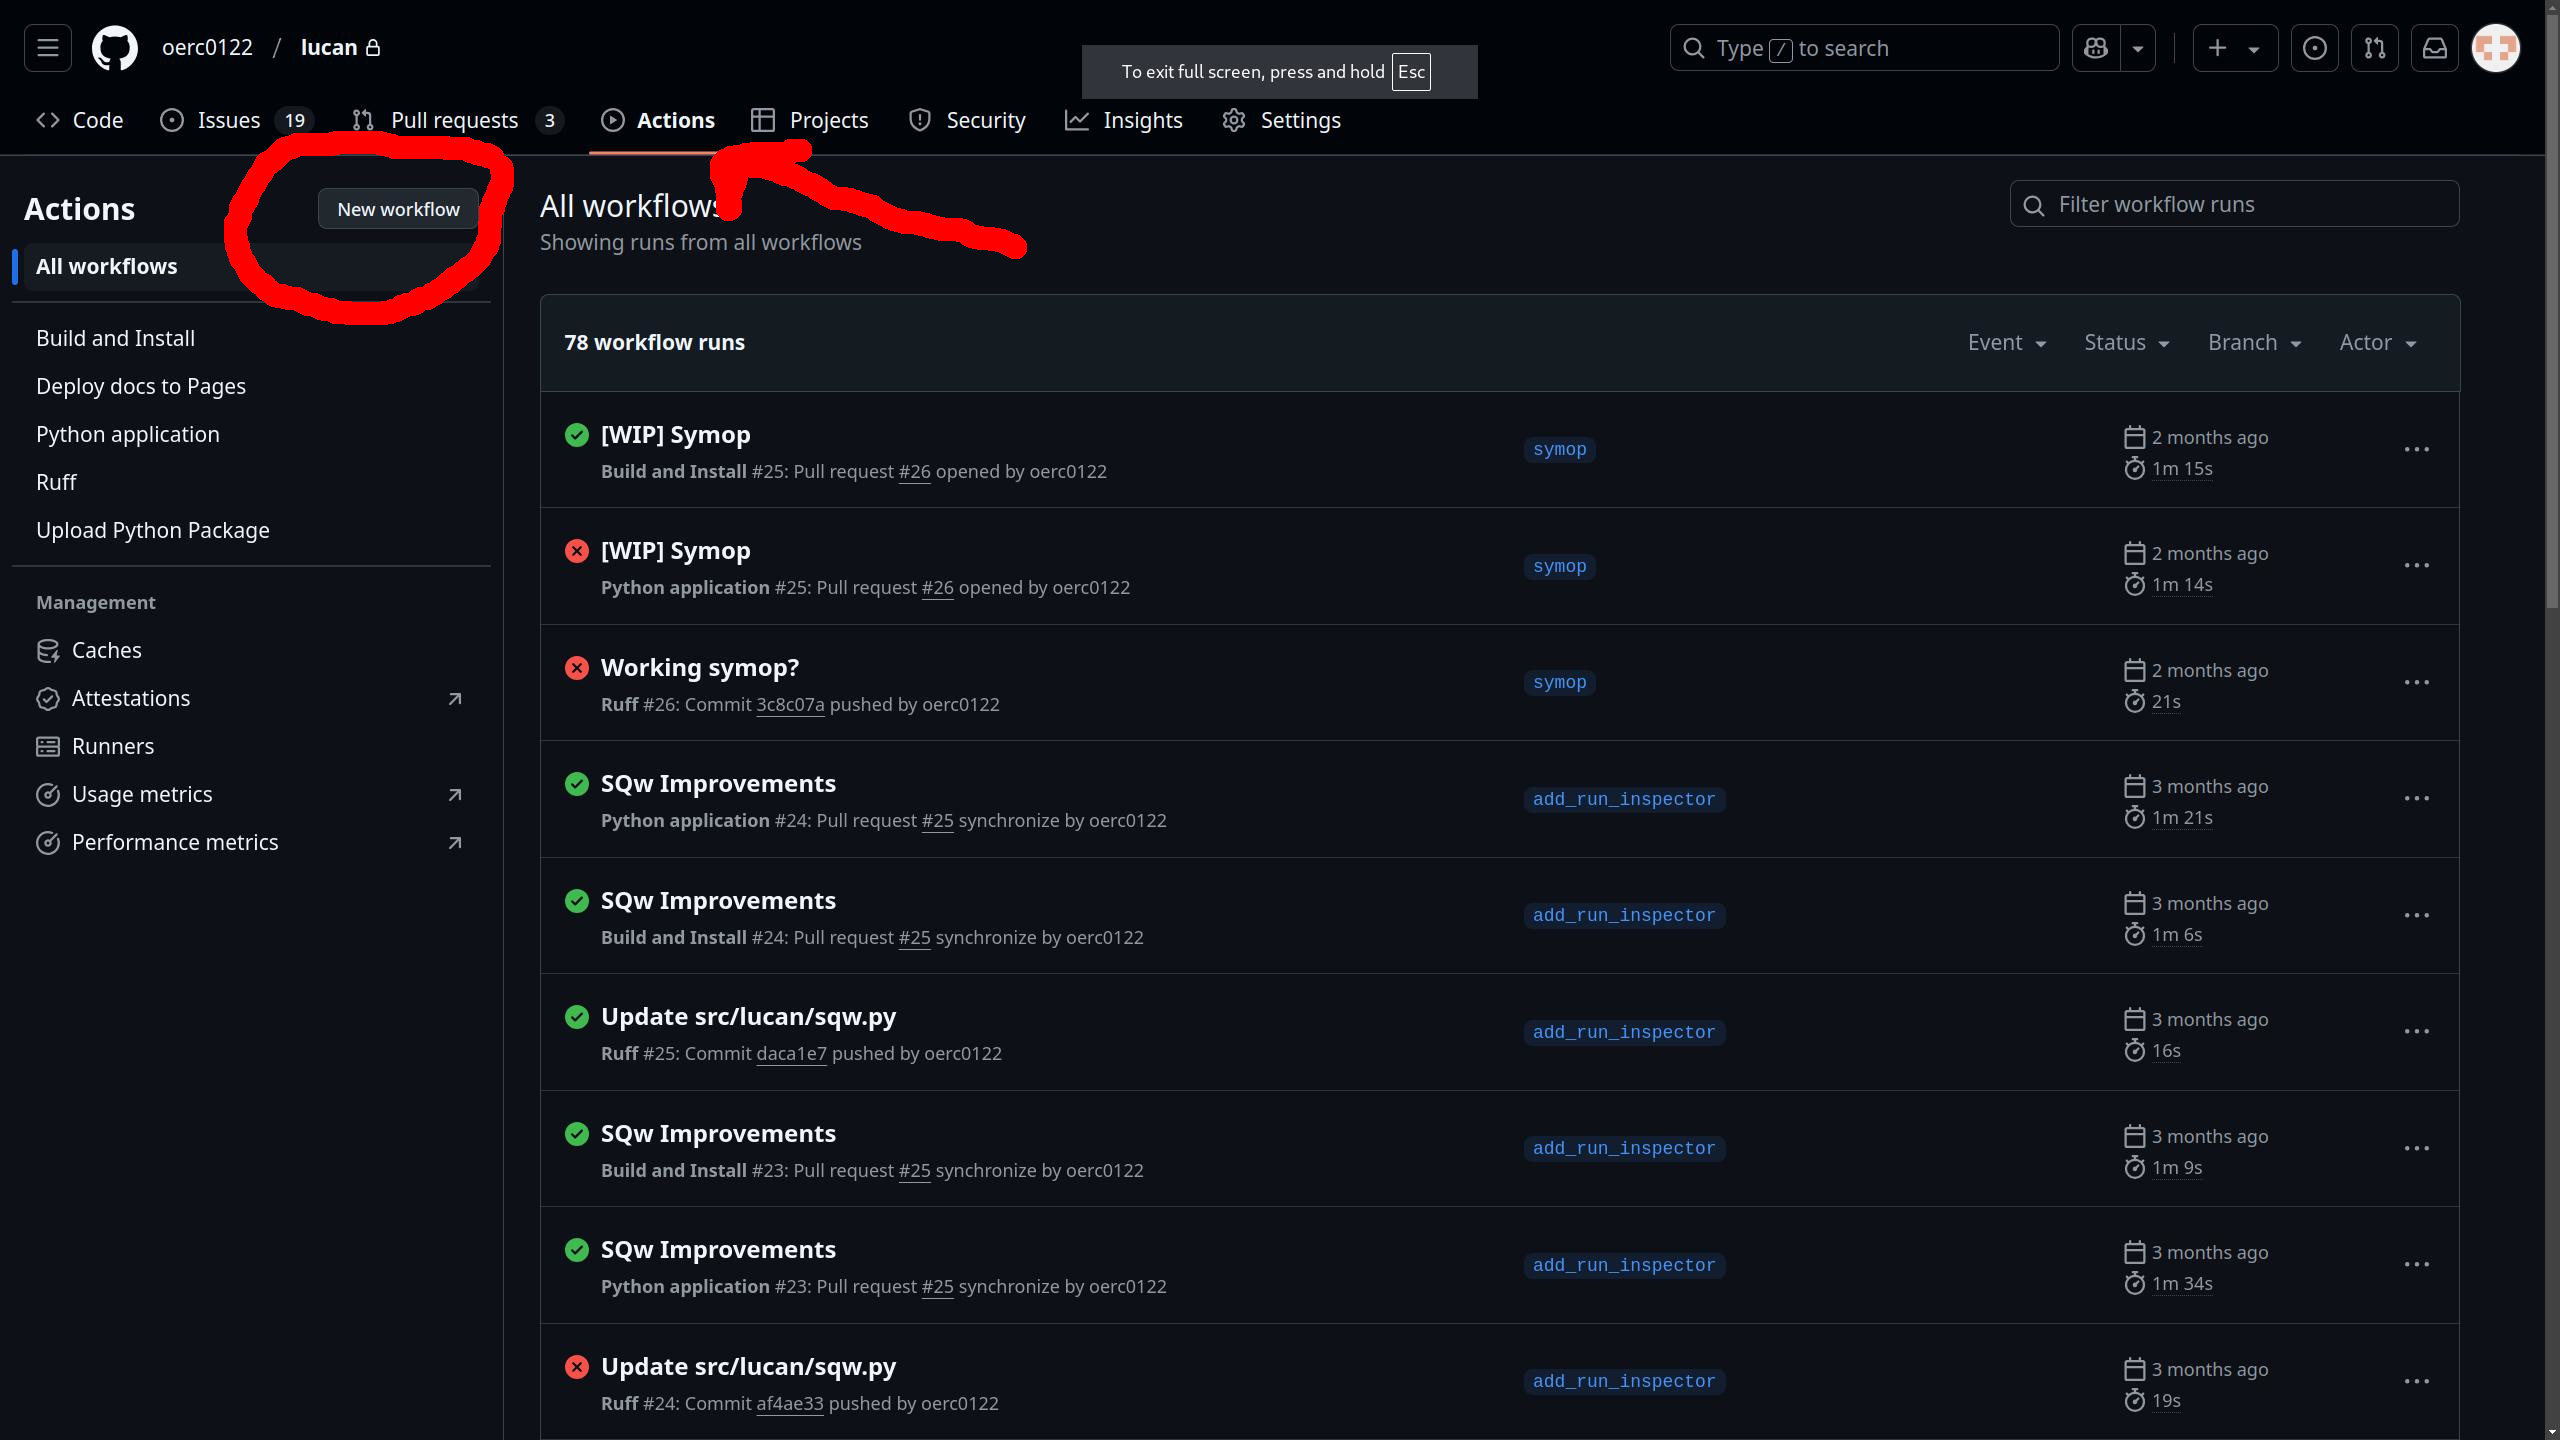 oerc0122 / lucan
To exit full screen, press and hold Esc
Type / to search
Code
Issues 19
Pull requests 3
Actions
Projects
Security
Insights
Settings
Actions
New workflow
All workflows
Build and Install
Deploy docs to Pages
Python application
Ruff
Upload Python Package
Management
Caches
Attestations
Runners
Usage metrics
Performance metrics
All workflows
Showing runs from all workflows
Filter workflow runs
78 workflow runs
Event
Status
Branch
Actor
[WIP] Symop
Build and Install #25: Pull request #26 opened by oerc0122
symop
2 months ago
1m 15s
[WIP] Symop
Python application #25: Pull request #26 opened by oerc0122
symop
2 months ago
1m 14s
Working symop?
Ruff #26: Commit 3c8c07a pushed by oerc0122
symop
2 months ago
21s
SQw Improvements
Python application #24: Pull request #25 synchronize by oerc0122
add_run_inspector
3 months ago
1m 21s
SQw Improvements
Build and Install #24: Pull request #25 synchronize by oerc0122
add_run_inspector
3 months ago
1m 6s
Update src/lucan/sqw.py
Ruff #25: Commit daca1e7 pushed by oerc0122
add_run_inspector
3 months ago
16s
SQw Improvements
Build and Install #23: Pull request #25 synchronize by oerc0122
add_run_inspector
3 months ago
1m 9s
SQw Improvements
Python application #23: Pull request #25 synchronize by oerc0122
add_run_inspector
3 months ago
1m 34s
Update src/lucan/sqw.py
Ruff #24: Commit af4ae33 pushed by oerc0122
add_run_inspector
3 months ago
19s